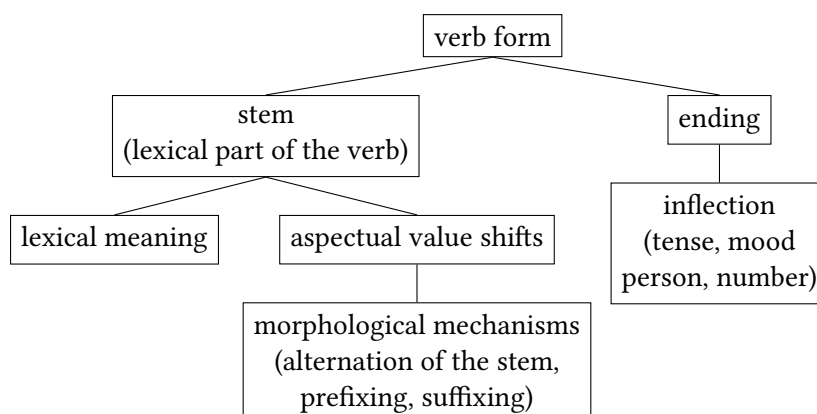 verb form
stem
(lexical part of the verb)
ending
lexical meaning
aspectual value shifts
inflection
(tense, mood
person, number)
morphological mechanisms
(alternation of the stem,
prefixing, suffixing)